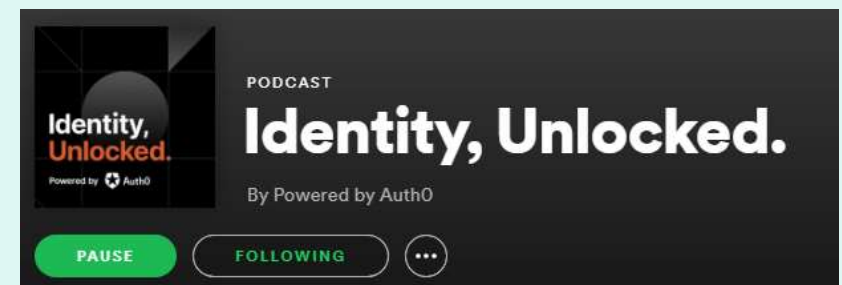 Identity,
Unlocked.
Powered by Auth0
PODCAST
Identity, Unlocked.
By Powered by Auth0
PAUSE
FOLLOWING